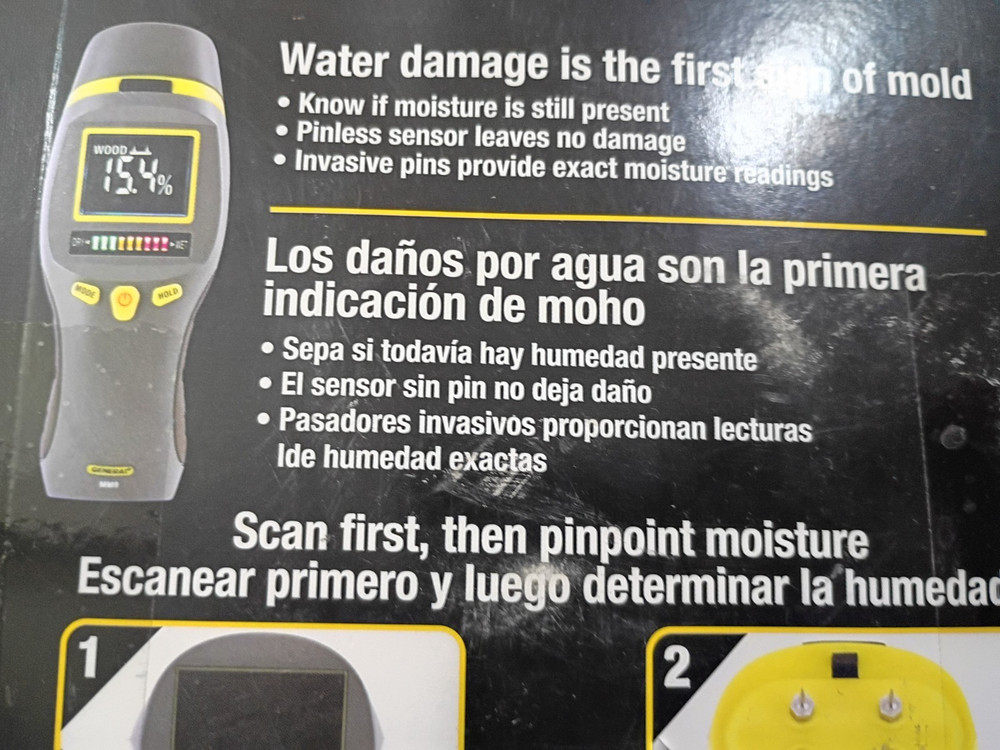 Water damage is the first sign of mold
• Know if moisture is still present
• Pinless sensor leaves no damage
• Invasive pins provide exact moisture readings
Los daños por agua son la primera
indicación de moho
• Sepa si todavía hay humedad presente
• El sensor sin pin no deja daño
• Pasadores invasivos proporcionan lecturas
Ide humedad exactas
WOOD
15.4%
DRY WET
MODE HOLD
GENERAL
Scan first, then pinpoint moisture
Escanear primero y luego determinar la humedad
1
2